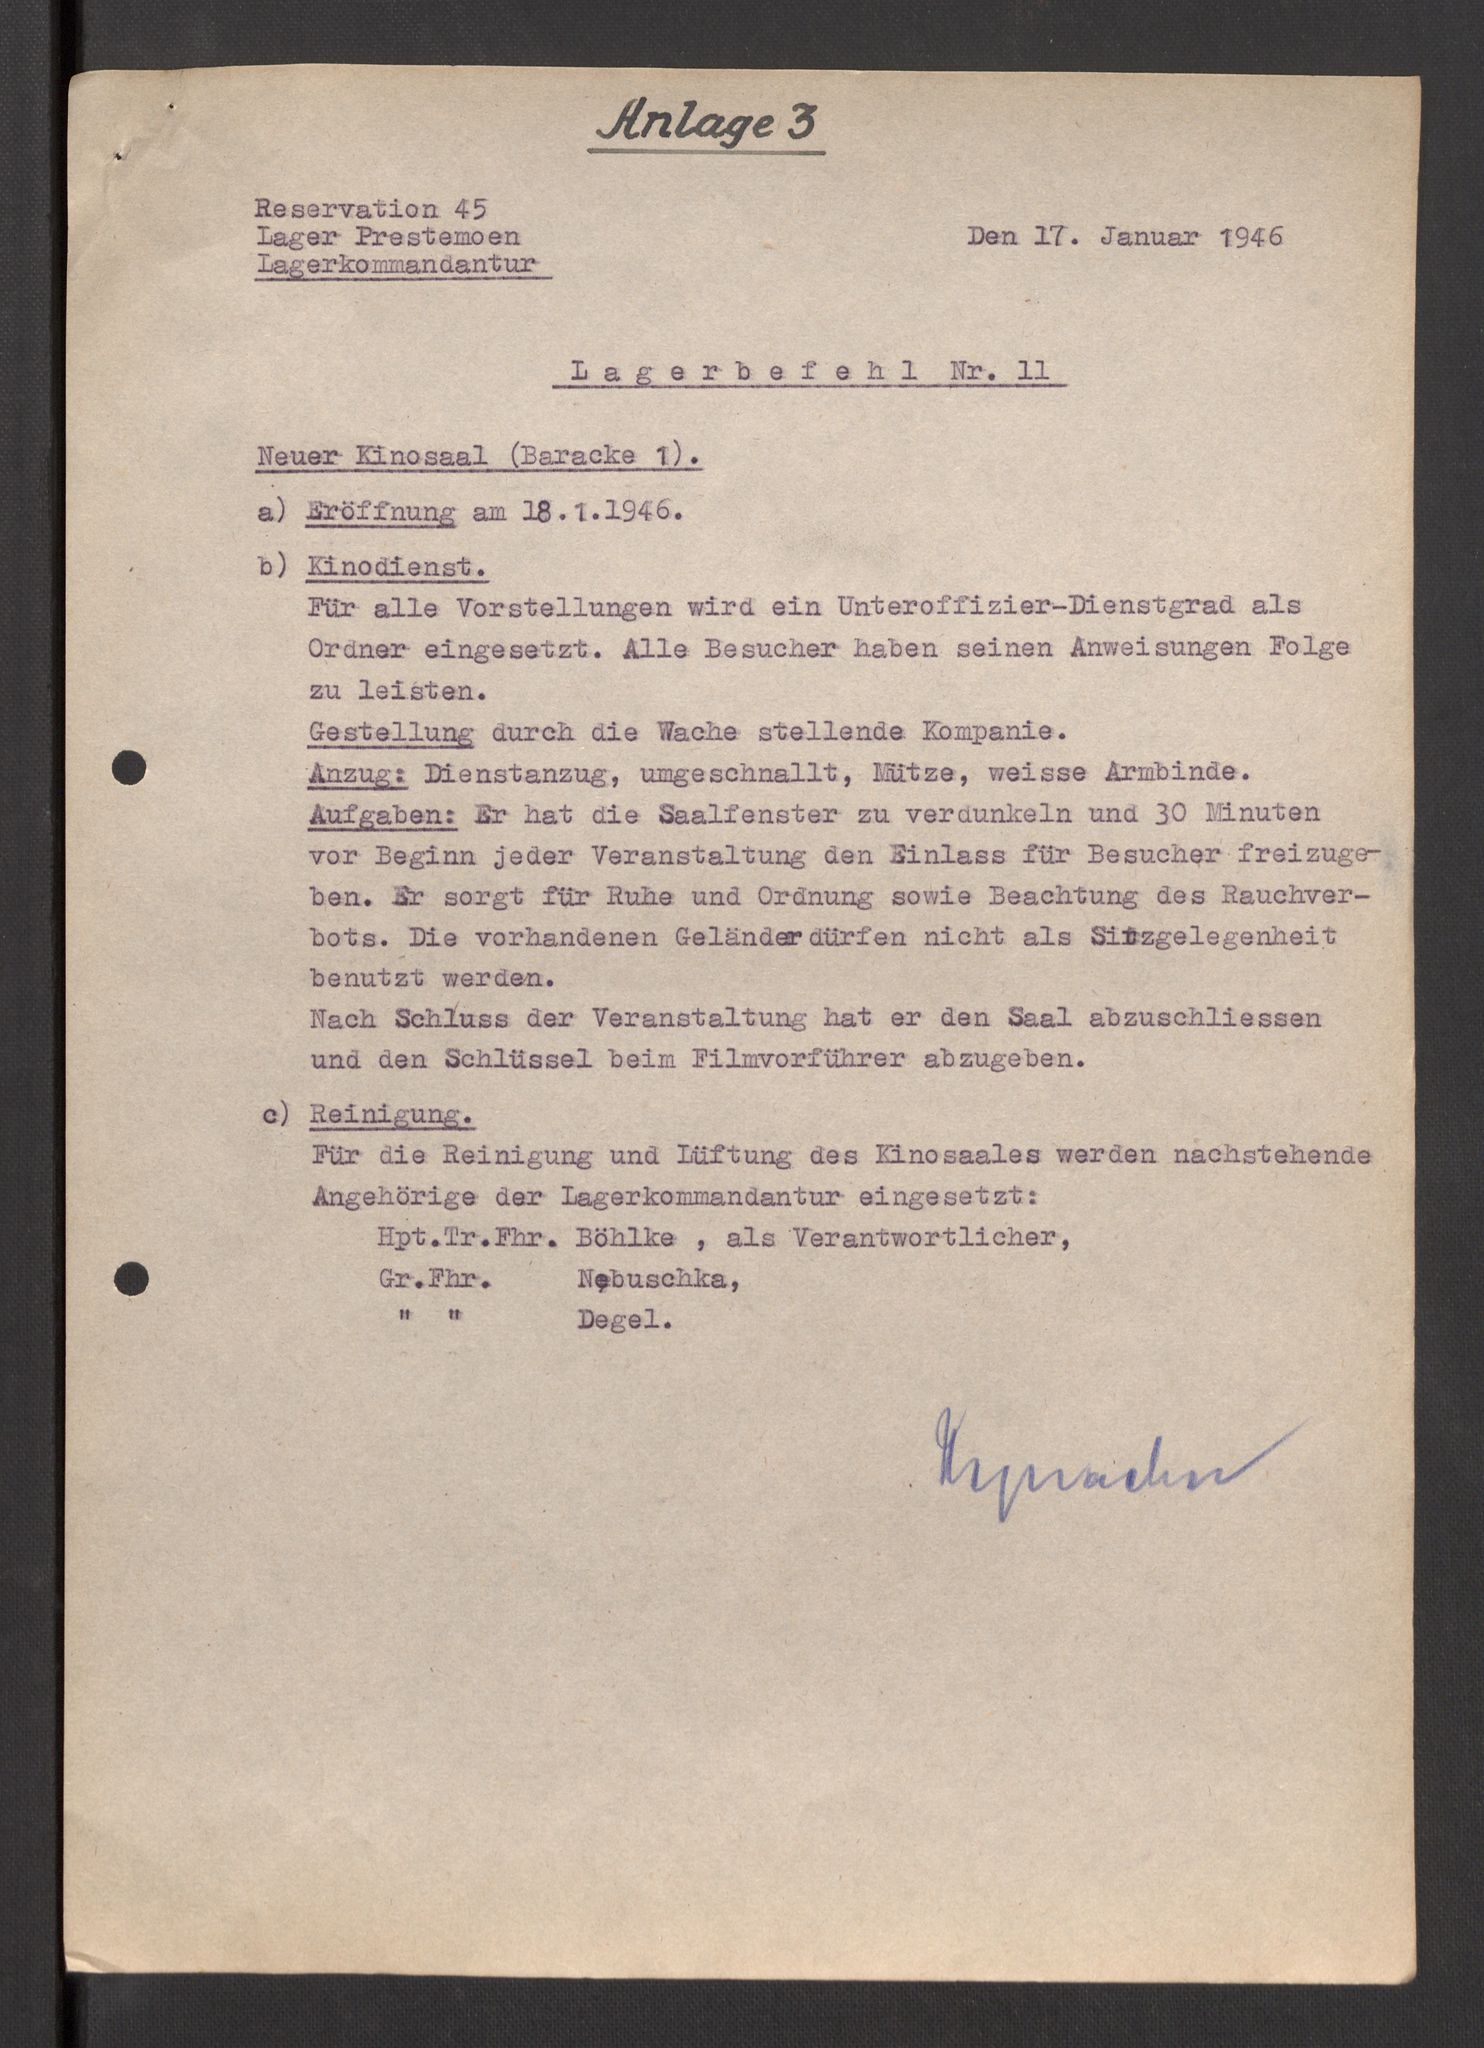 Anlage 3
Reservation 45
Lager Prestemoen
Den 17. Januar 1946
Lagerkommandantur
Lagerbefehl Nr. 11
Neuer Kinosaal (Baracke 1).
a) Eröffnung am 18.1.1946.
b) Kinodienst.
Für alle Vorstellungen wird ein Unteroffizier-Dienstgrad als
Ordner eingesetzt. Alle Besucher haben seinen Anweisungen Folge
zu leisten.
Gestellung durch die Wache stellende Kompanie.
Anzug: Dienstanzug, umgeschnallt, Mütze, weisse Armbinde.
Aufgaben: Er hat die Saalfenster zu verdunkeln und 30 Minuten
vor Beginn jeder Veranstaltung den Einlass für Besucher freizuge-
ben. Er sorgt für Ruhe und Ordnung sowie Beachtung des Rauchver-
bots. Die vorhandenen Geländer dürfen nicht als Sitzgelegenheit
benutzt werden.
Nach Schluss der Veranstaltung hat er den Saal abzuschliessen
und den Schlüssel beim Filmvorführer abzugeben.
c) Reinigung.
Für die Reinigung und Lüftung des Kinosaales werden nachstehende
Angehörige der Lagerkommandantur eingesetzt:
Hpt.Tr.Fhr. Böhlke , als Verantwortlicher,
Gr.Fhr. Nebuschka,
" " Degel.